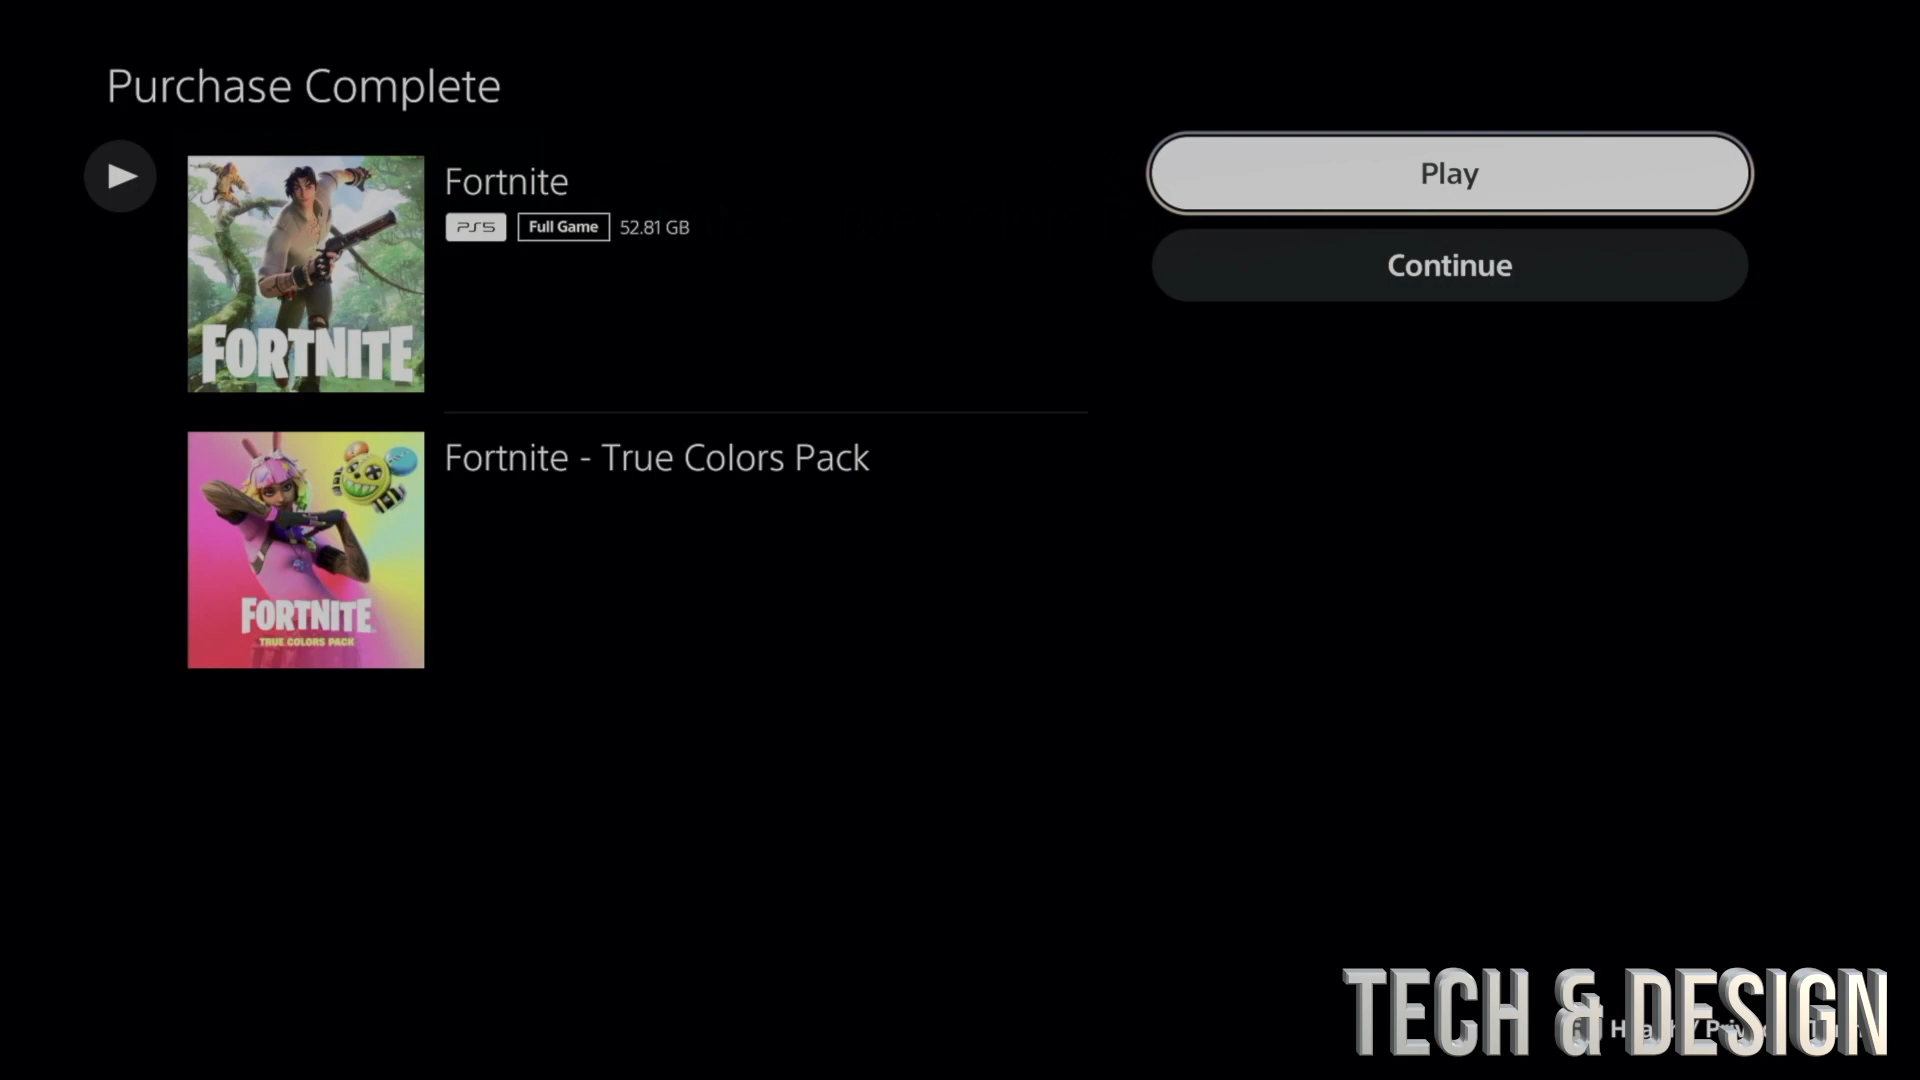 Purchase Complete
Fortnite
PS5 Full Game 52.81 GB
FORTNITE
Play
Continue
Fortnite - True Colors Pack
FORTNITE
TRUE COLORS PACK
TECH & DESIGN